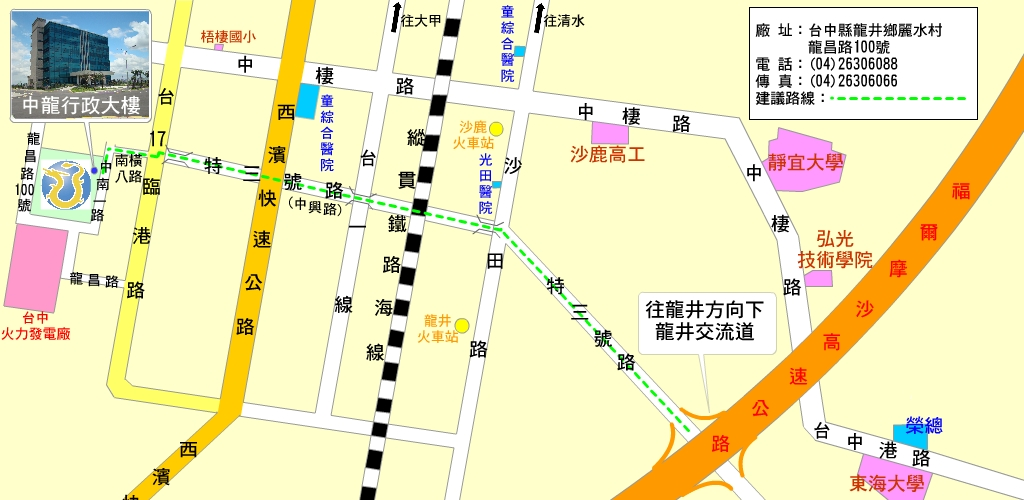 往大甲
往清水
廠 址：台中縣龍井鄉麗水村
龍昌路100號
電 話：(04)26306088
傳 真：(04)26306066
建議路線：
中龍行政大樓
梧棲國小
中棲路
童綜合醫院
童綜合醫院
中棲路
中棲路
沙鹿高工
沙鹿火車站
光田醫院
靜宜大學
弘光
技術學院
台17
臨港路
西濱快速公路
西濱快
特三號路
(中興路)
台一線
縱貫鐵路海線
沙田路
龍昌路100號
中南一路
南橫八路
龍昌路
台中
火力發電廠
龍井
火車站
特三號路
往龍井方向下
龍井交流道
福爾摩沙高速公路
台中港路
榮總
東海大學